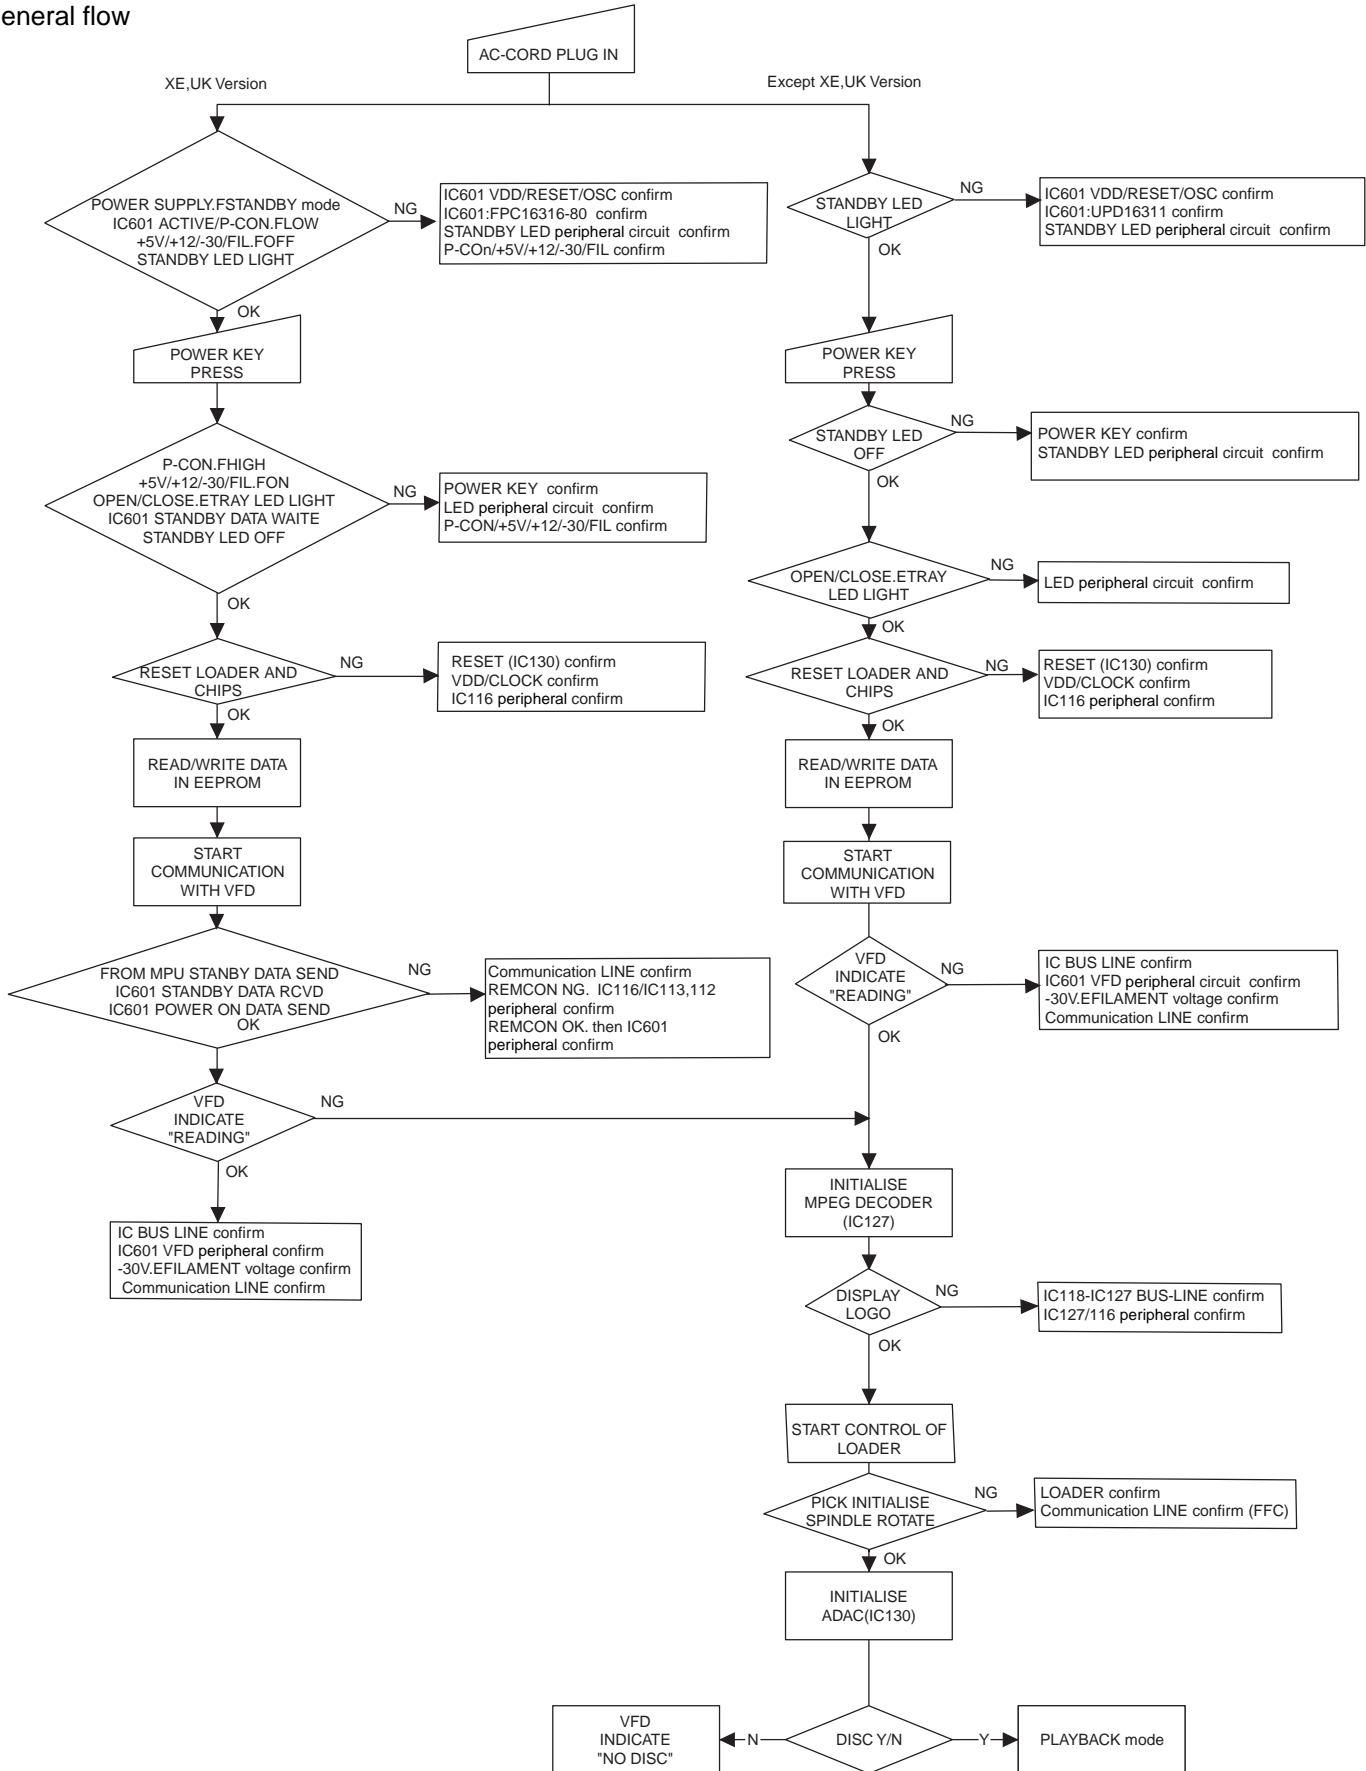 eneral flow
AC-CORD PLUG IN
XE,UK Version
Except XE,UK Version
POWER SUPPLY.FSTANDBY mode
IC601 ACTIVE/P-CON.FLOW
+5V/+12/-30/FIL.FOFF
STANDBY LED LIGHT
NG
IC601 VDD/RESET/OSC confirm
IC601:FPC16316-80 confirm
STANDBY LED peripheral circuit confirm
P-COn/+5V/+12/-30/FIL confirm
OK
POWER KEY
PRESS
P-CON.FHIGH
+5V/+12/-30/FIL.FON
OPEN/CLOSE.ETRAY LED LIGHT
IC601 STANDBY DATA WAITE
STANDBY LED OFF
NG
POWER KEY confirm
LED peripheral circuit confirm
P-CON/+5V/+12/-30/FIL confirm
OK
RESET LOADER AND
CHIPS
NG
RESET (IC130) confirm
VDD/CLOCK confirm
IC116 peripheral confirm
OK
READ/WRITE DATA
IN EEPROM
START
COMMUNICATION
WITH VFD
FROM MPU STANBY DATA SEND
IC601 STANDBY DATA RCVD
IC601 POWER ON DATA SEND
OK
NG
Communication LINE confirm
REMCON NG. IC116/IC113,112
peripheral confirm
REMCON OK. then IC601
peripheral confirm
VFD
INDICATE
"READING"
NG
OK
IC BUS LINE confirm
IC601 VFD peripheral confirm
-30V.EFILAMENT voltage confirm
Communication LINE confirm
STANDBY LED
LIGHT
NG
IC601 VDD/RESET/OSC confirm
IC601:UPD16311 confirm
STANDBY LED peripheral circuit confirm
OK
POWER KEY
PRESS
STANDBY LED
OFF
NG
POWER KEY confirm
STANDBY LED peripheral circuit confirm
OK
OPEN/CLOSE.ETRAY
LED LIGHT
NG
LED peripheral circuit confirm
OK
RESET LOADER AND
CHIPS
NG
RESET (IC130) confirm
VDD/CLOCK confirm
IC116 peripheral confirm
OK
READ/WRITE DATA
IN EEPROM
START
COMMUNICATION
WITH VFD
VFD
INDICATE
"READING"
NG
IC BUS LINE confirm
IC601 VFD peripheral circuit confirm
-30V.EFILAMENT voltage confirm
Communication LINE confirm
OK
INITIALISE
MPEG DECODER
(IC127)
DISPLAY
LOGO
NG
IC118-IC127 BUS-LINE confirm
IC127/116 peripheral confirm
OK
START CONTROL OF
LOADER
PICK INITIALISE
SPINDLE ROTATE
NG
LOADER confirm
Communication LINE confirm (FFC)
OK
INITIALISE
ADAC(IC130)
DISC Y/N
N
VFD
INDICATE
"NO DISC"
Y
PLAYBACK mode